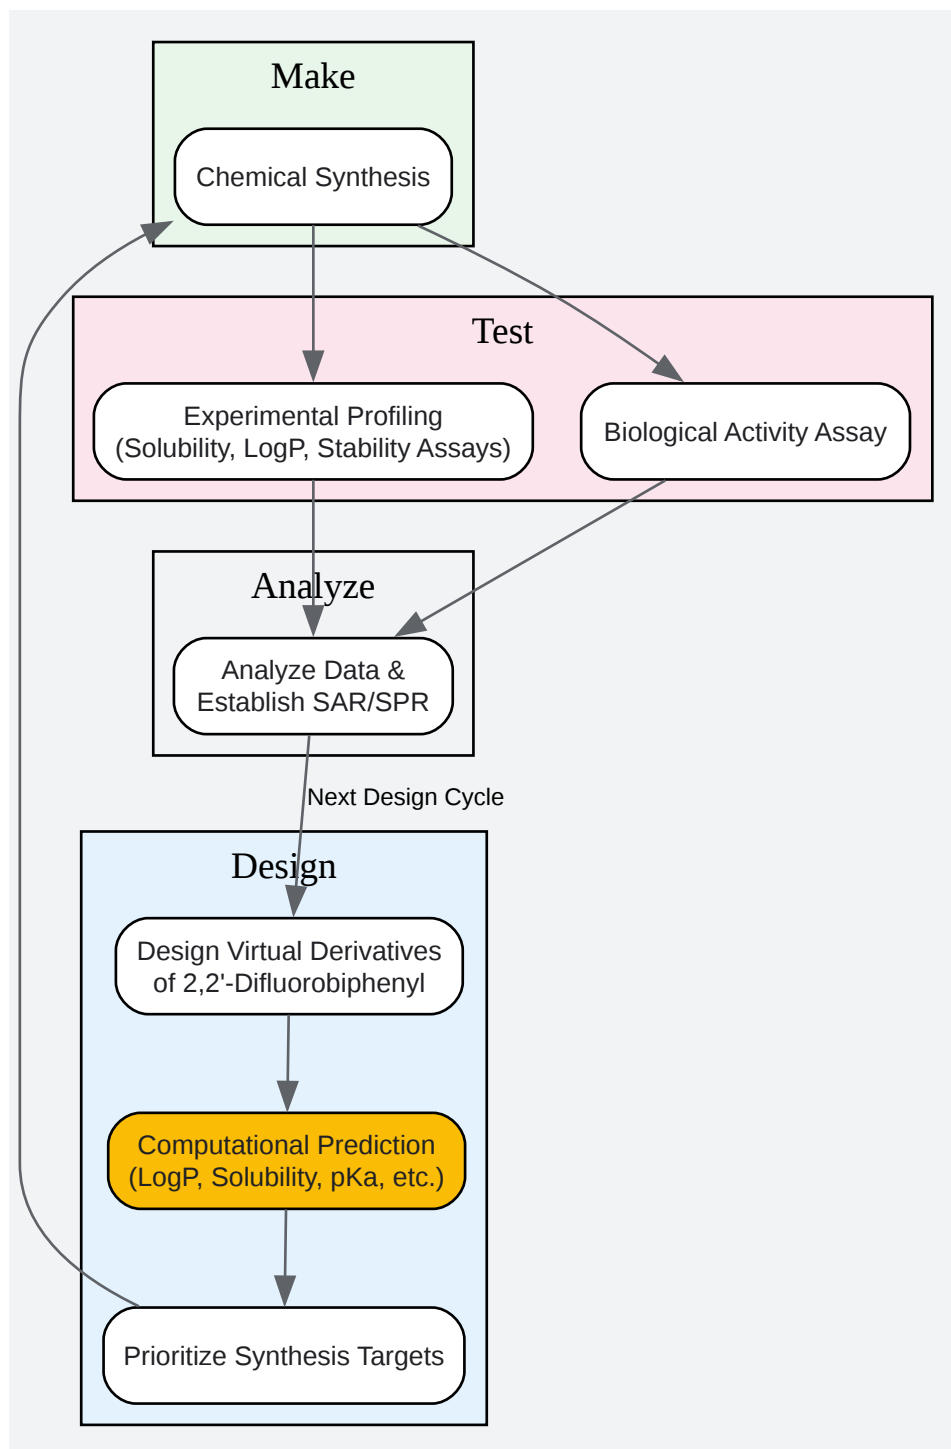 Make
Chemical Synthesis
Test
Experimental Profiling
(Solubility, LogP, Stability Assays)
Biological Activity Assay
Analyze
Analyze Data &
Establish SAR/SPR
Next Design Cycle
Design
Design Virtual Derivatives
of 2,2'-Difluorobiphenyl
Computational Prediction
(LogP, Solubility, pKa, etc.)
Prioritize Synthesis Targets